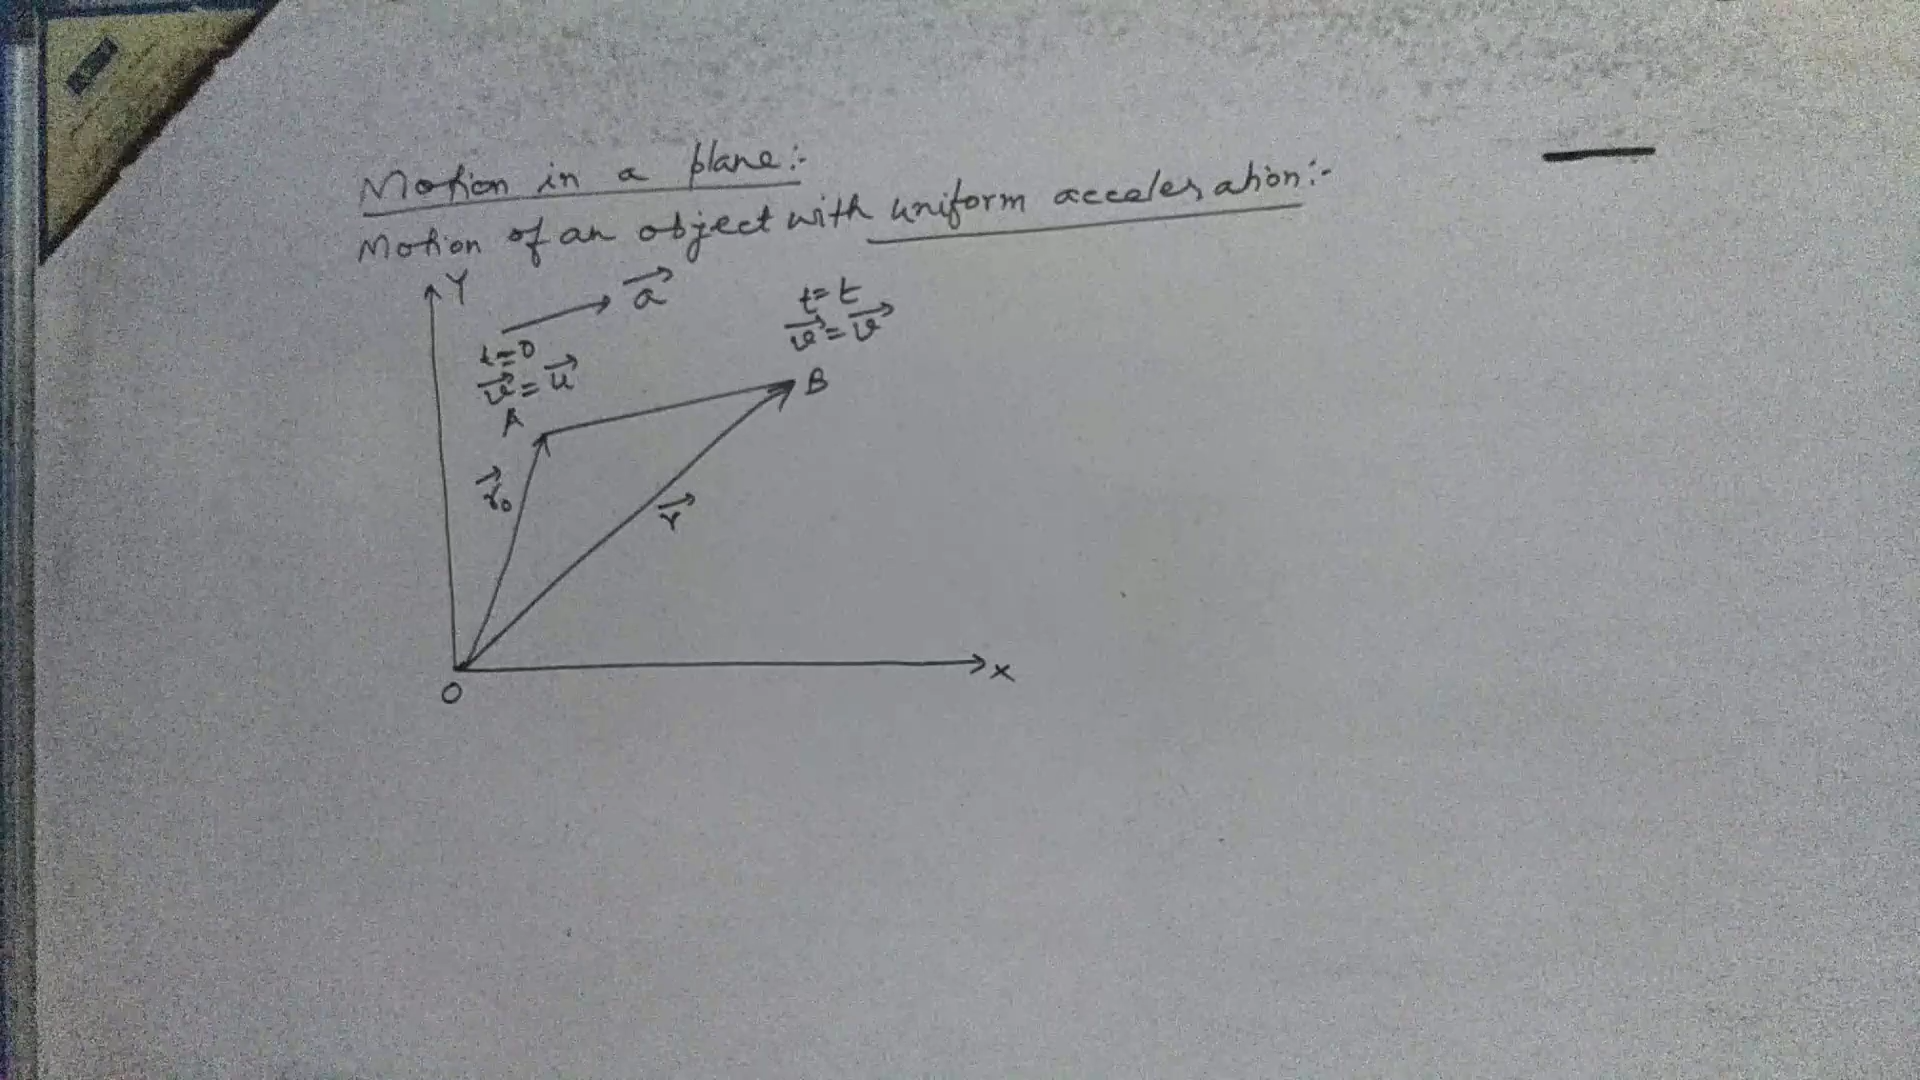 Motion in a plane:-
Motion of an object with uniform acceleration:-
Y
→a
t=0
→v = →u
t=t
→v = →v
A
B
→r₀
→r
O
X